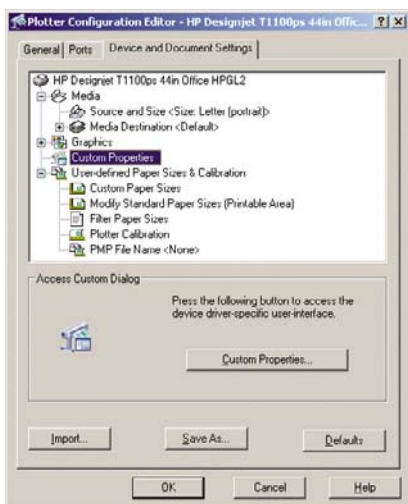 Plotter Configuration Editor - HP Designjet T1100ps 44in Offic...
General Ports Device and Document Settings
HP Designjet T1100ps 44in Office HPGL2
Media
Source and Size <Size: Letter (portrait)>
Media Destination <Default>
Graphics
Custom Properties
User-defined Paper Sizes & Calibration
Custom Paper Sizes
Modify Standard Paper Sizes (Printable Area)
Filter Paper Sizes
Plotter Calibration
PMP File Name <None>
Access Custom Dialog
Press the following button to access the
device driver-specific user-interface.
Custom Properties...
Import... Save As... Defaults
OK Cancel Help